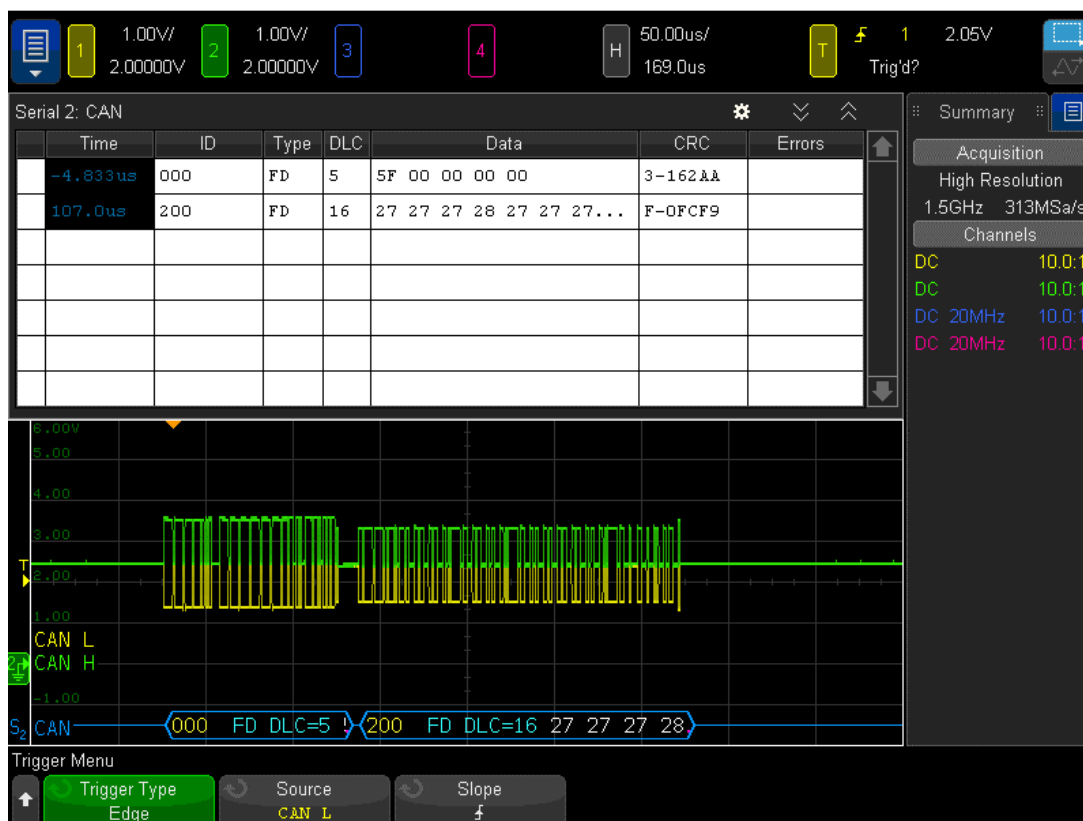 1 1.00V/ 2 1.00V/ 3 4 H 50.00us/ T 1 2.05V
2.00000V 2.00000V 169.0us Trig'd?
Serial 2: CAN
Time ID Type DLC Data CRC Errors
-4.833us 000 FD 5 5F 00 00 00 00 3-162AA
107.0us 200 FD 16 27 27 27 28 27 27 27... F-0FCF9
Summary
Acquisition
High Resolution
1.5GHz 313MSa/s
Channels
DC 10.0:1
DC 10.0:1
DC 20MHz 10.0:1
DC 20MHz 10.0:1
6.00V
5.00
4.00
3.00
T
2.00
1.00
CAN L
2 CAN H
-1.00
S2 CAN 000 FD DLC=5 200 FD DLC=16 27 27 27 28
Trigger Menu
Trigger Type Source Slope
Edge CAN L